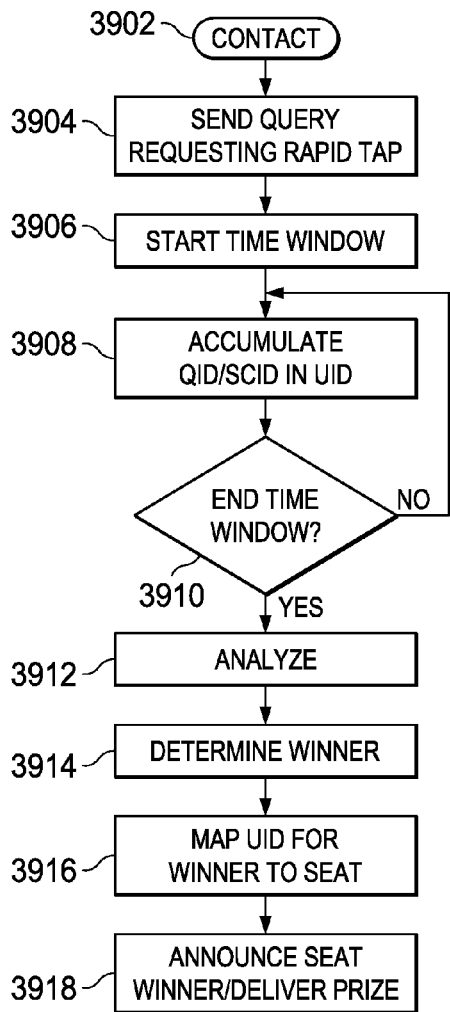 3902
CONTACT
3904
SEND QUERY
REQUESTING RAPID TAP
3906
START TIME WINDOW
3908
ACCUMULATE
QID/SCID IN UID
END TIME
WINDOW?
NO
3910
YES
3912
ANALYZE
3914
DETERMINE WINNER
3916
MAP UID FOR
WINNER TO SEAT
3918
ANNOUNCE SEAT
WINNER/DELIVER PRIZE